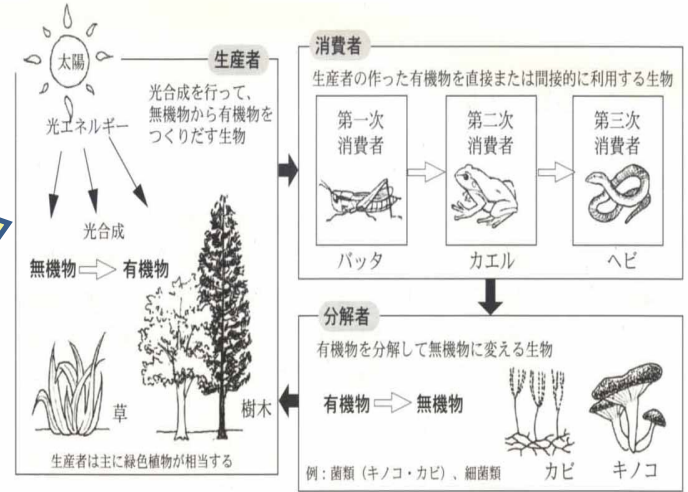 太陽
光エネルギー
生産者
光合成を行って、
無機物から有機物を
つくりだす生物
光合成
無機物 有機物
草
樹木
生産者は主に緑色植物が相当する
消費者
生産者の作った有機物を直接または間接的に利用する生物
第一次
消費者
バッタ
第二次
消費者
カエル
第三次
消費者
ヘビ
分解者
有機物を分解して無機物に変える生物
有機物 無機物
例：菌類（キノコ・カビ）、細菌類
カビ
キノコ